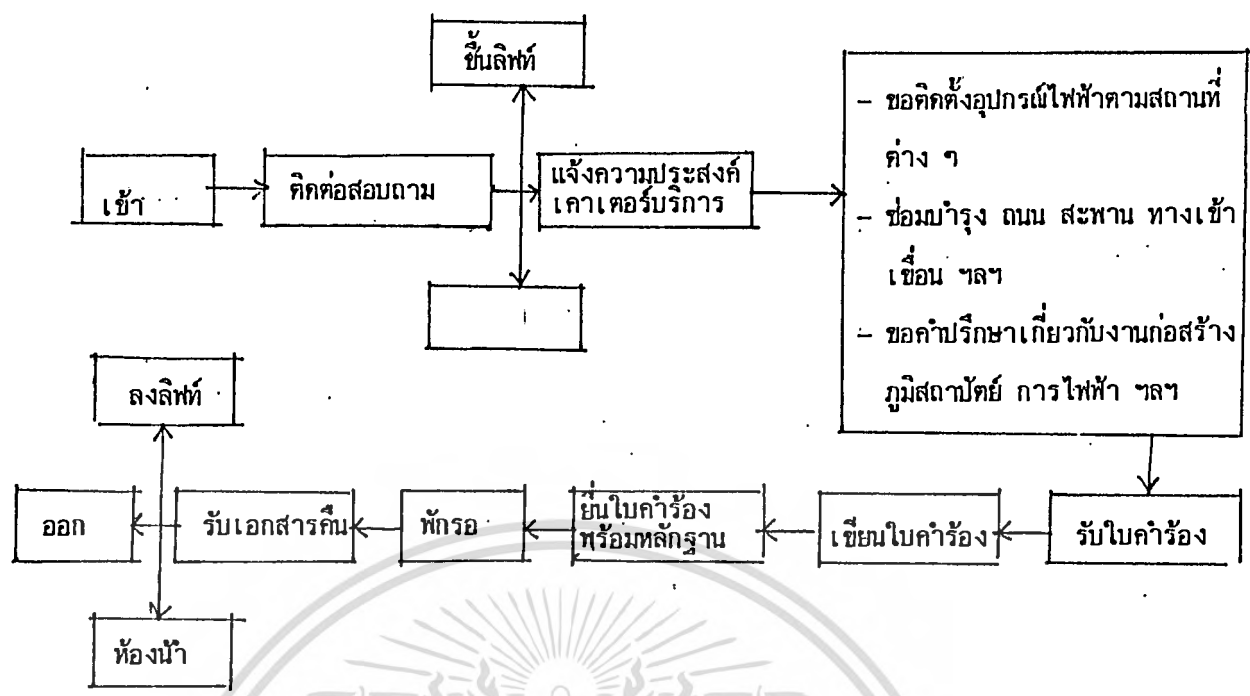 ขึ้นลิฟท์
เข้า
ติดต่อสอบถาม
แจ้งความประสงค์
เคาเตอร์บริการ
- ขอติดตั้งอุปกรณ์ไฟฟ้าตามสถานที่
ต่าง ๆ
- ซ่อมบำรุง ถนน สะพาน ทางเข้า
เขื่อน ฯลฯ
- ขอคำปรึกษาเกี่ยวกับงานก่อสร้าง
ภูมิสถาปัตย์ การไฟฟ้า ฯลฯ
ลงลิฟท์
ออก
รับเอกสารคืน
พักรอ
ยื่นใบคำร้อง
พร้อมหลักฐาน
เขียนใบคำร้อง
รับใบคำร้อง
ห้องน้ำ